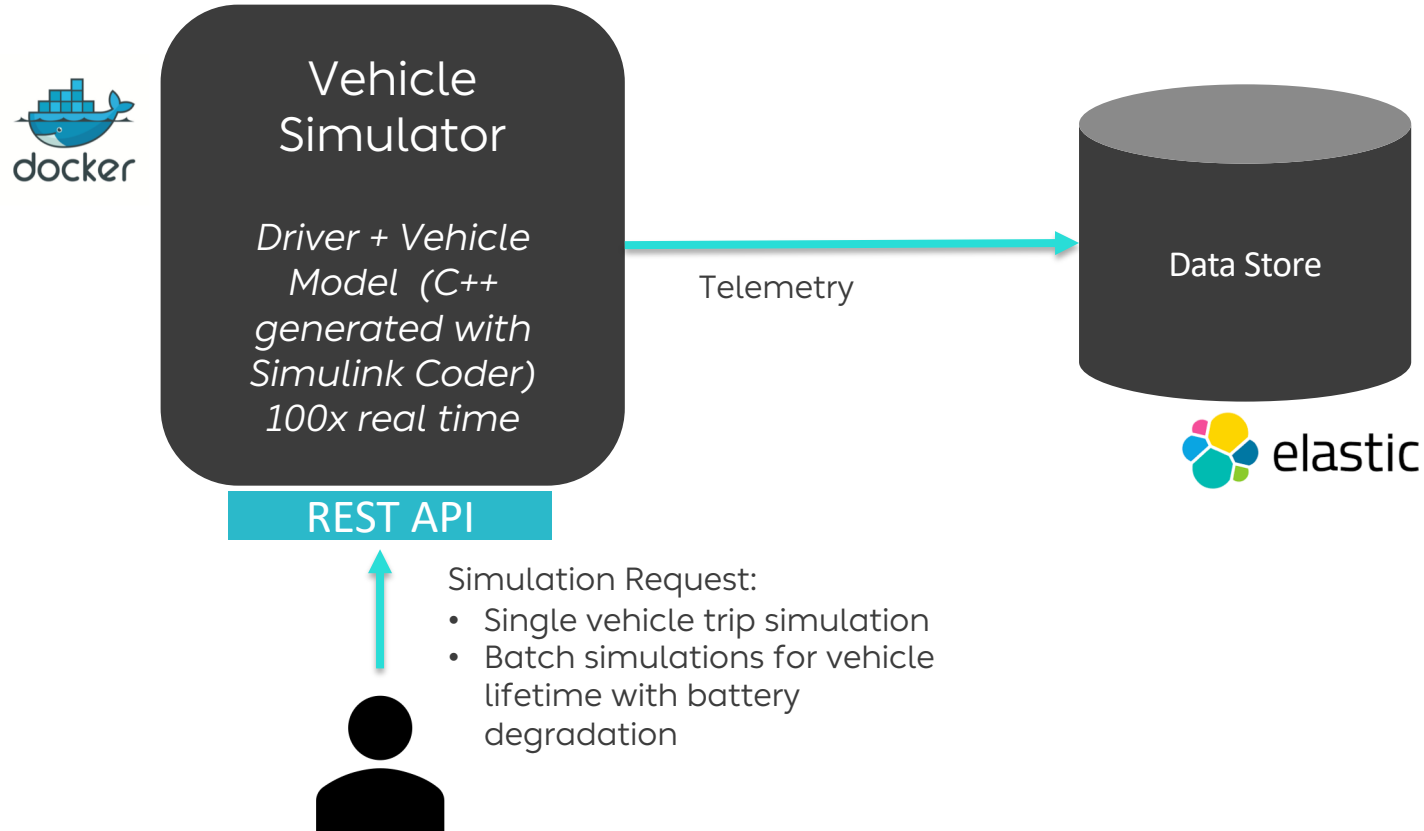 docker
Vehicle
Simulator
Driver + Vehicle
Model (C++
generated with
Simulink Coder)
100x real time
REST API
Telemetry
Data Store
elastic
Simulation Request:
• Single vehicle trip simulation
• Batch simulations for vehicle
lifetime with battery
degradation